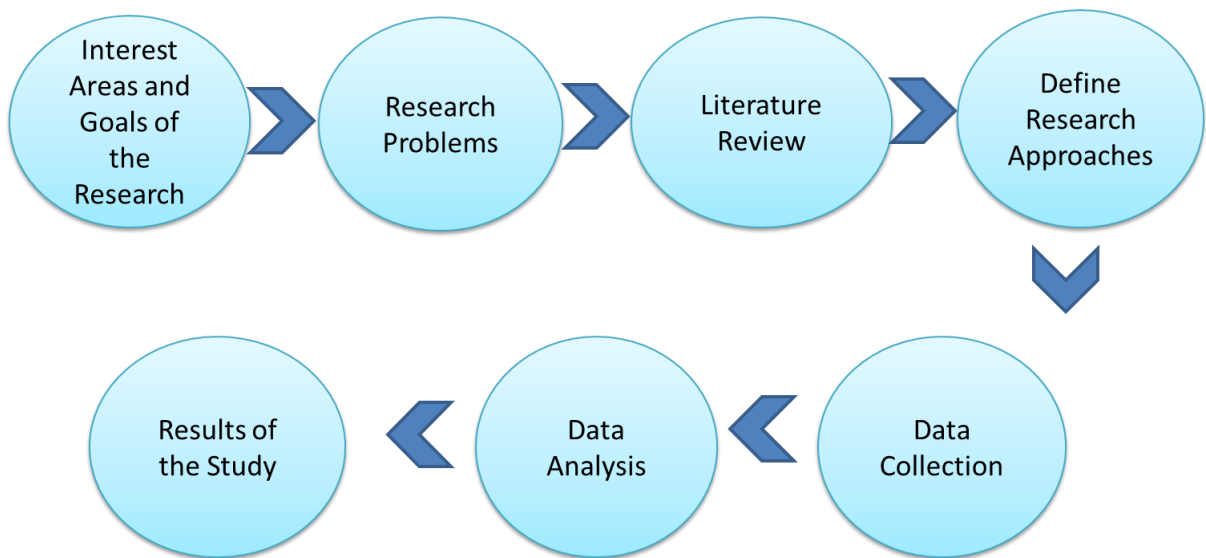 Interest
Areas and
Goals of
the
Research
Research
Problems
Literature
Review
Define
Research
Approaches
Data
Collection
Data
Analysis
Results of
the Study